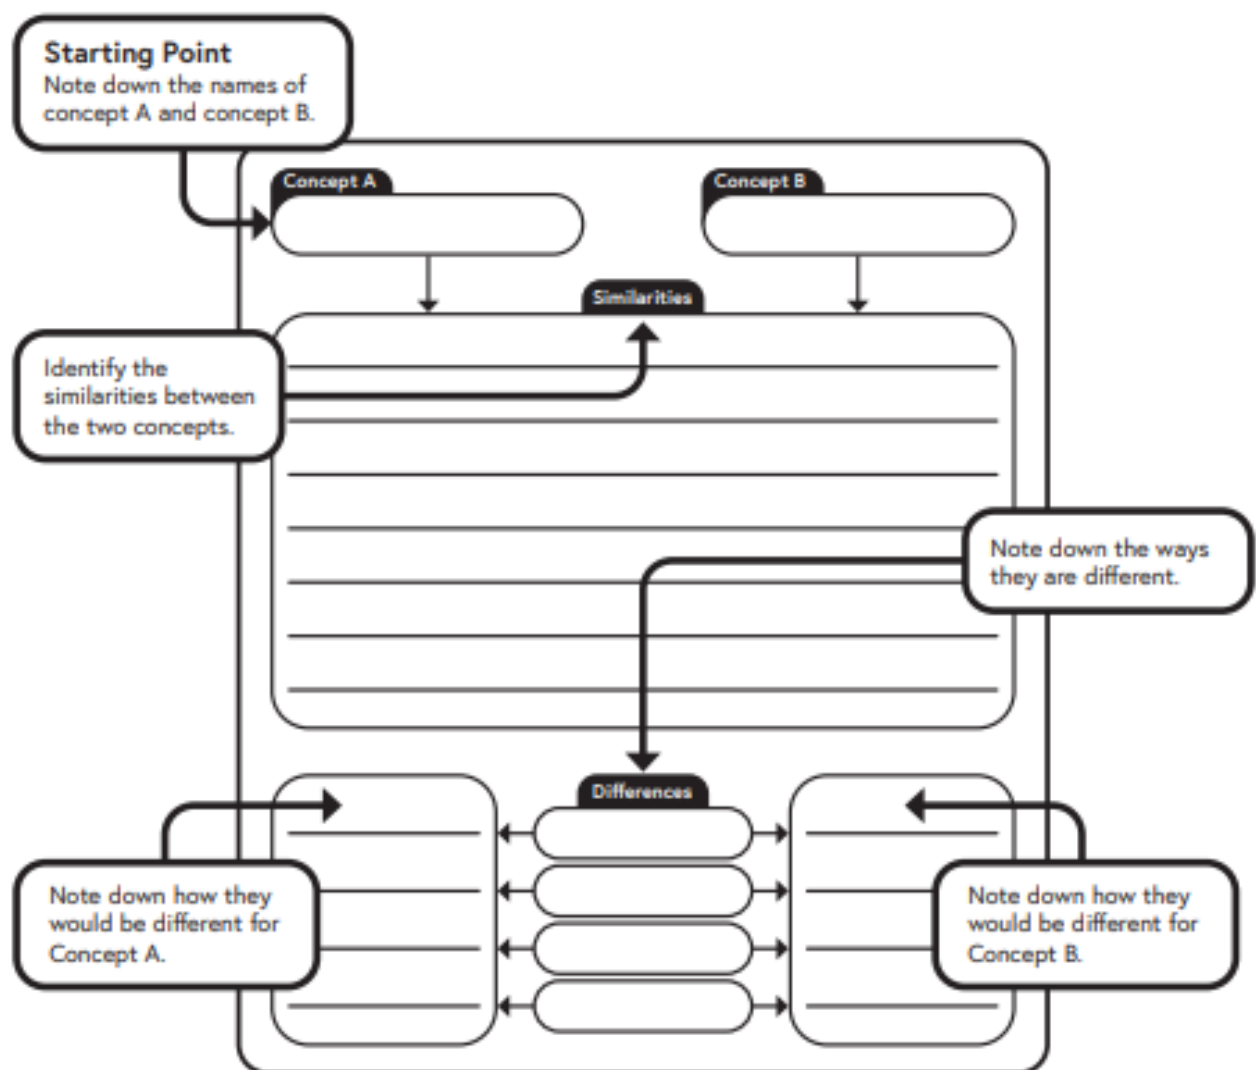 Starting Point
Note down the names of
concept A and concept B.
Concept A
Concept B
Similarities
Identify the
similarities between
the two concepts.
Note down the ways
they are different.
Differences
Note down how they
would be different for
Concept A.
Note down how they
would be different for
Concept B.